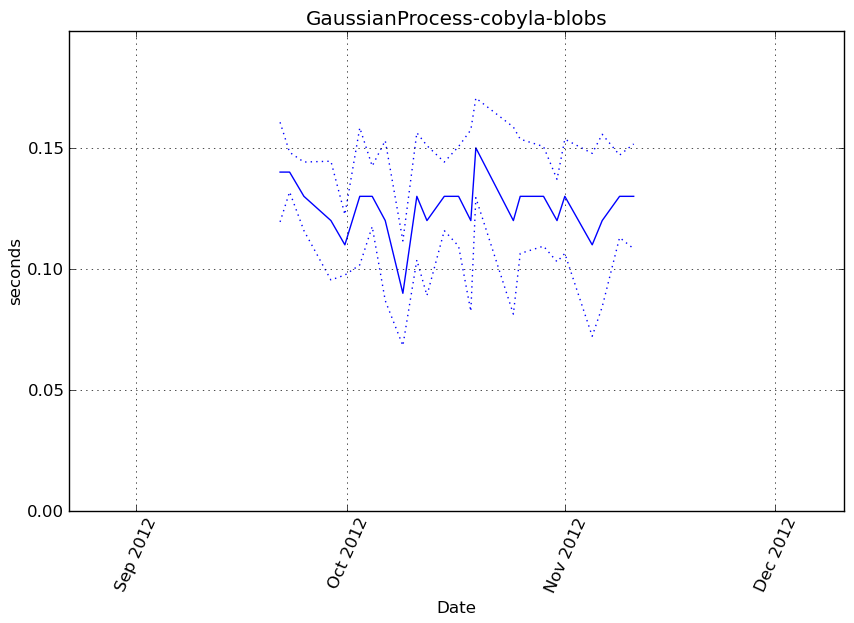 GaussianProcess-cobyla-blobs
0.15
0.10
0.05
0.00
seconds
Sep 2012
Oct 2012
Nov 2012
Dec 2012
Date